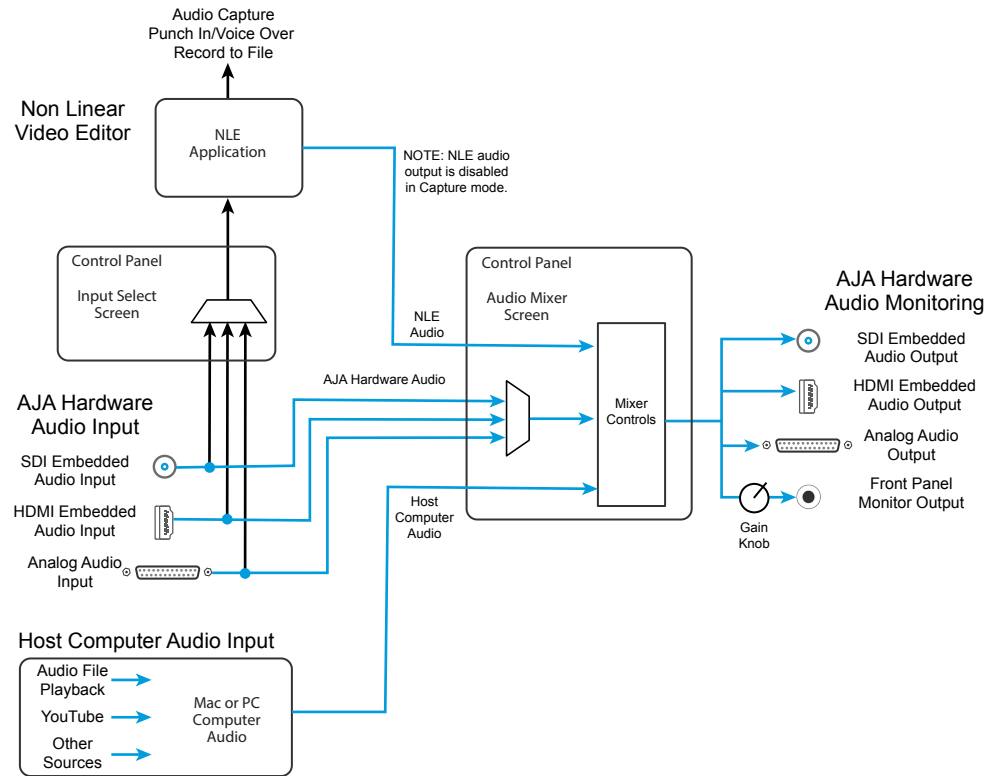 Audio Capture
Punch In/Voice Over
Record to File
Non Linear
Video Editor
NLE
Application
NOTE: NLE audio
output is disabled
in Capture mode.
Control Panel
Input Select
Screen
Control Panel
Audio Mixer
Screen
NLE
Audio
AJA Hardware Audio
Mixer
Controls
Host
Computer
Audio
AJA Hardware
Audio Monitoring
SDI Embedded
Audio Output
HDMI Embedded
Audio Output
Analog Audio
Output
Front Panel
Monitor Output
Gain
Knob
AJA Hardware
Audio Input
SDI Embedded
Audio Input
HDMI Embedded
Audio Input
Analog Audio
Input
Host Computer Audio Input
Audio File
Playback
YouTube
Other
Sources
Mac or PC
Computer
Audio